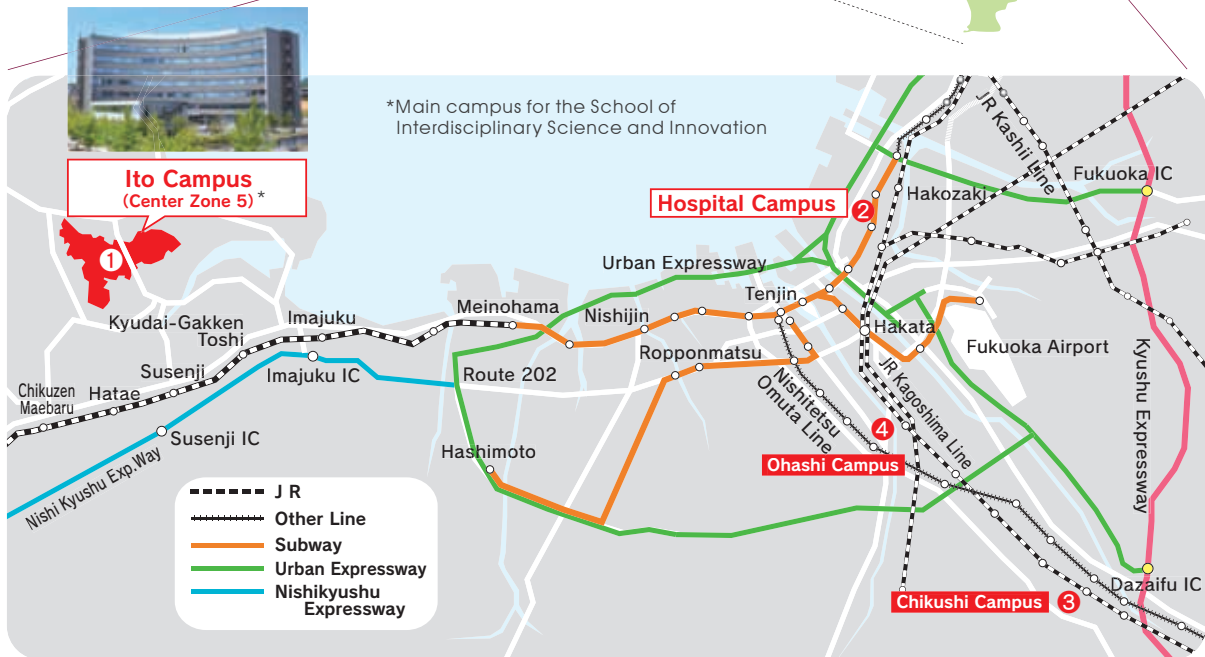 *Main campus for the School of
Interdisciplinary Science and Innovation
Ito Campus
(Center Zone 5) *
1
Hospital Campus
2
Hakozaki
JR Kashii Line
Fukuoka IC
Urban Expressway
Tenjin
Meinohama
Nishijin
Imajuku
Kyudai-Gakken
Toshi
Hakata
Fukuoka Airport
Ropponmatsu
Susenji
Imajuku IC
Route 202
Chikuzen
Maebaru
Hatae
Susenji IC
Nishi Kyushu Exp.Way
Hashimoto
Nishitetsu
Omuta Line
JR Kagoshima Line
Kyushu Expressway
4
Ohashi Campus
Dazaifu IC
Chikushi Campus
3
J R
Other Line
Subway
Urban Expressway
Nishikyushu
Expressway